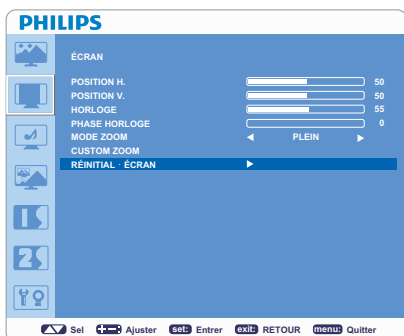 PHILIPS
ÉCRAN
POSITION H. 50
POSITION V. 50
HORLOGE 55
PHASE HORLOGE 0
MODE ZOOM PLEIN
CUSTOM ZOOM
RÉINITIAL · ÉCRAN
Sel Ajuster set: Entrer exit: RETOUR menu: Quitter